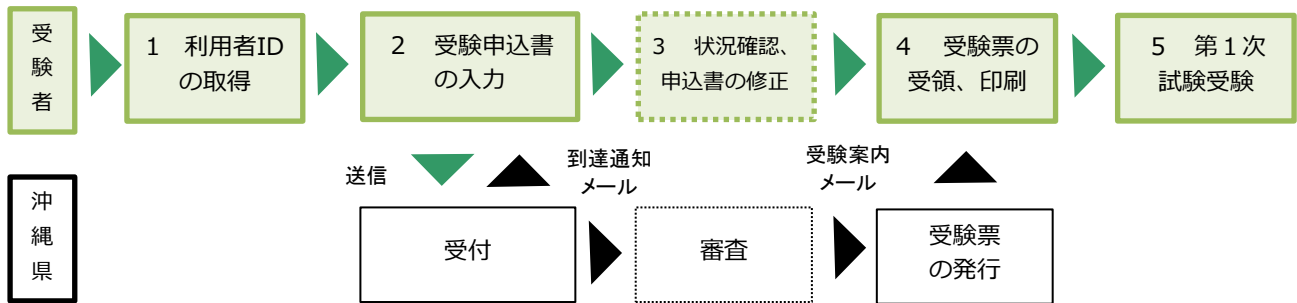 受
験
者
1　利用者ID
の取得
2　受験申込書
の入力
3　状況確認、
申込書の修正
4　受験票の
受領、印刷
5　第１次
試験受験
送信
到達通知
メール
受験案内
メール
沖
縄
県
受付
審査
受験票
の発行